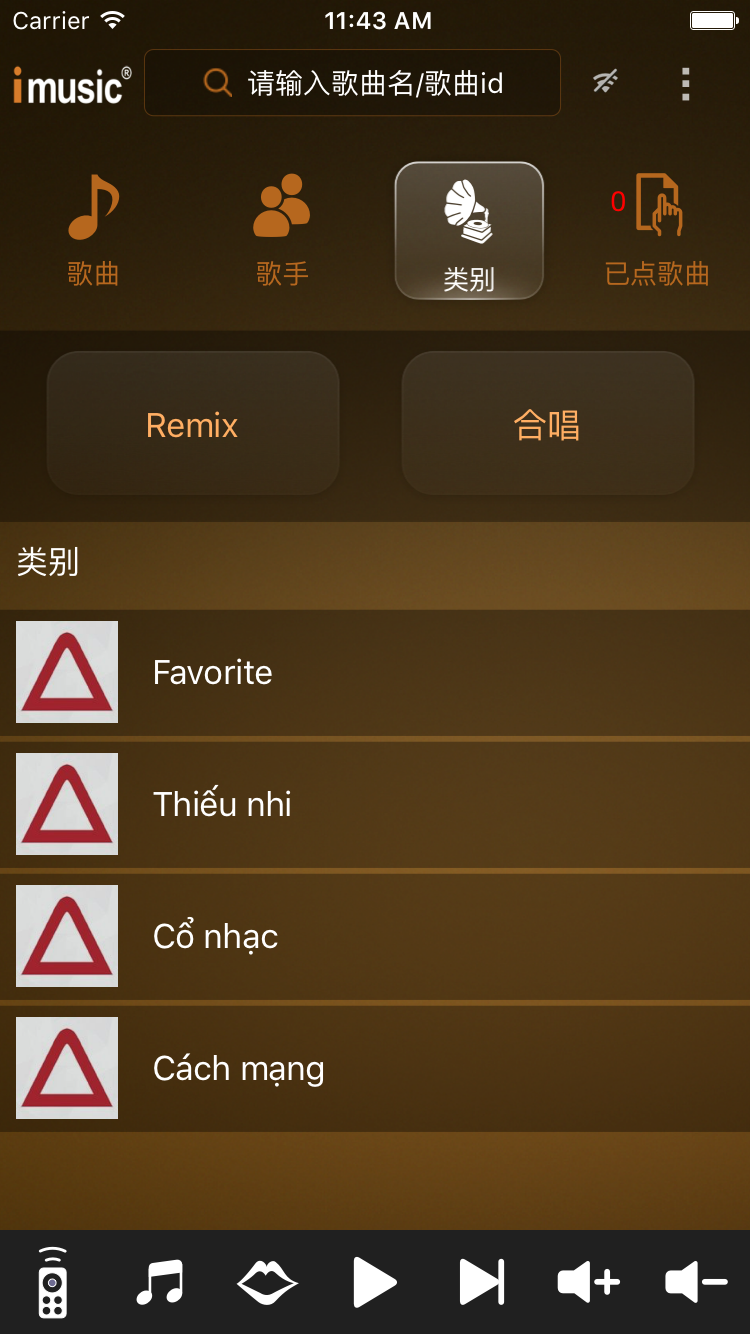 Carrier 11:43 AM
imusic® 请输入歌曲名/歌曲id
歌曲 歌手 类别 0 已点歌曲
Remix 合唱
类别
Favorite
Thiếu nhi
Cổ nhạc
Cách mạng